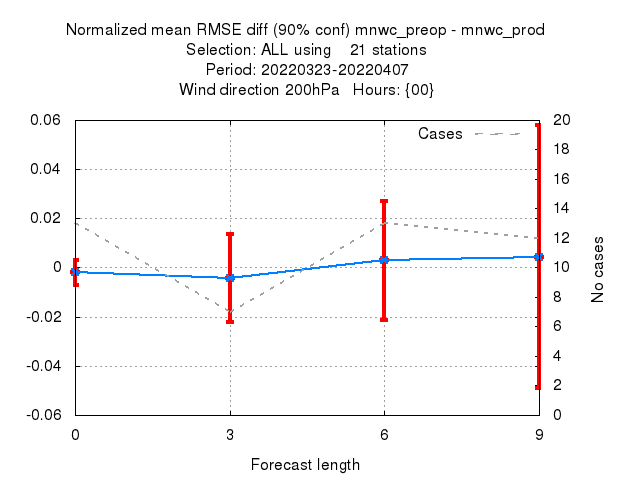 Normalized mean RMSE diff (90% conf) mnwc_preop - mnwc_prod
Selection: ALL using    21 stations
Period: 20220323-20220407
Wind direction 200hPa   Hours: {00}
Cases
0.06
0.04
0.02
0
-0.02
-0.04
-0.06
20
18
16
14
12
10
8
6
4
2
0
No cases
0 3 6 9
Forecast length